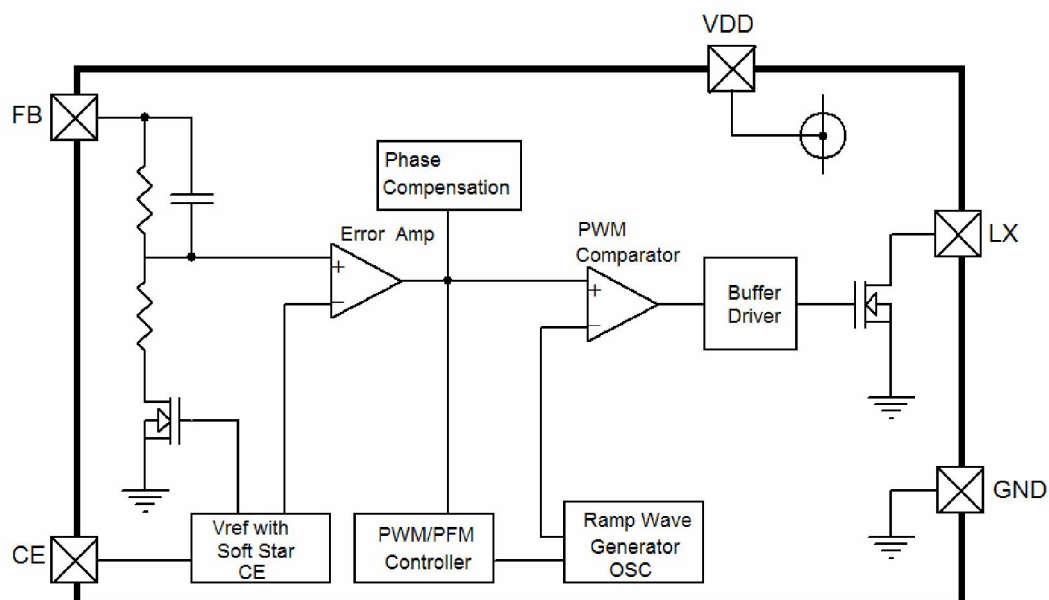 VDD
FB
Phase
Compensation
Error Amp
+
−
PWM
Comparator
+
−
Buffer
Driver
LX
GND
CE
Vref with
Soft Star
CE
PWM/PFM
Controller
Ramp Wave
Generator
OSC